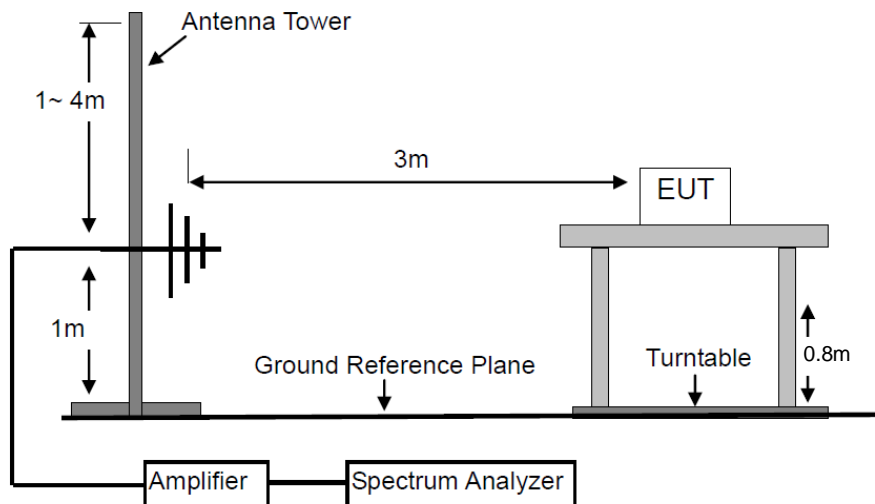 Antenna Tower
1~ 4m
3m
EUT
1m
Ground Reference Plane
Turntable
0.8m
Amplifier
Spectrum Analyzer